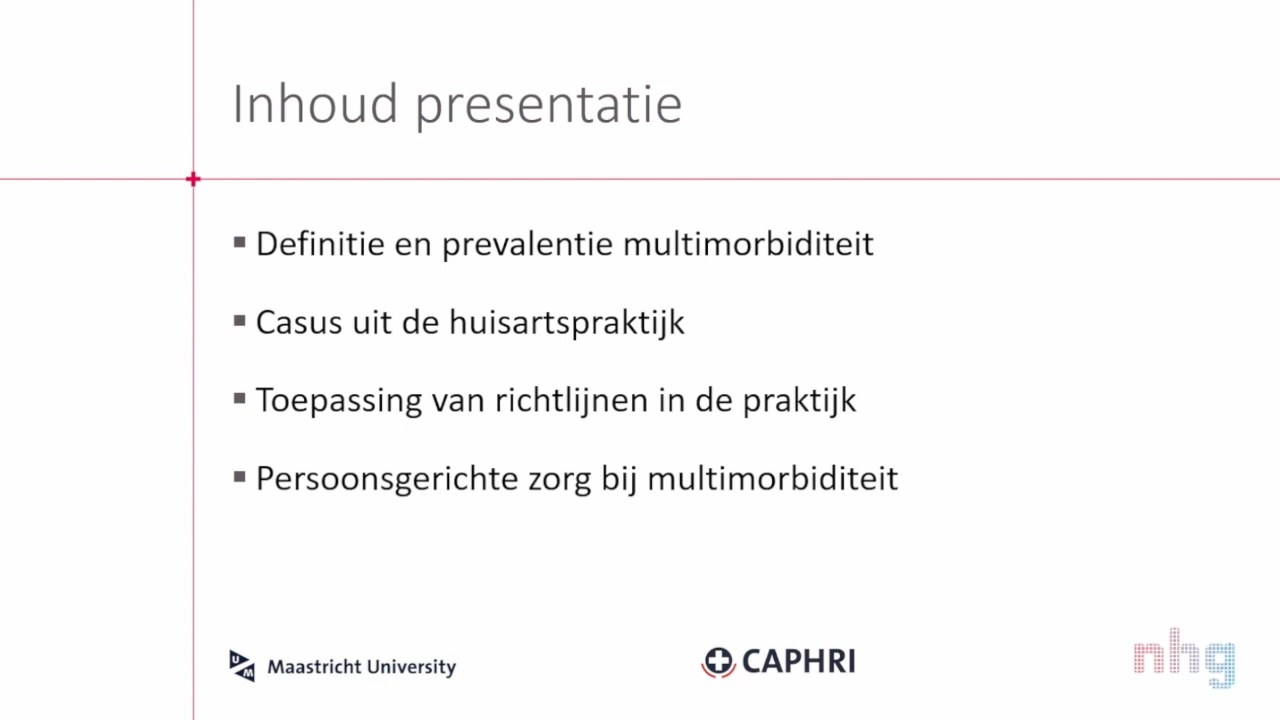 Inhoud presentatie
Definitie en prevalentie multimorbiditeit
Casus uit de huisartspraktijk
Toepassing van richtlijnen in de praktijk
Persoonsgerichte zorg bij multimorbiditeit
UM Maastricht University
CAPHRI
nhg